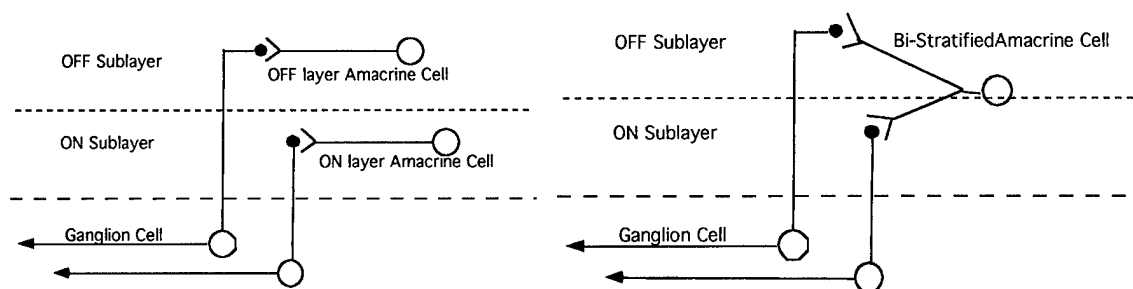 OFF Sublayer
OFF layer Amacrine Cell
ON Sublayer
ON layer Amacrine Cell
Ganglion Cell
OFF Sublayer
Bi-StratifiedAmacrine Cell
ON Sublayer
Ganglion Cell